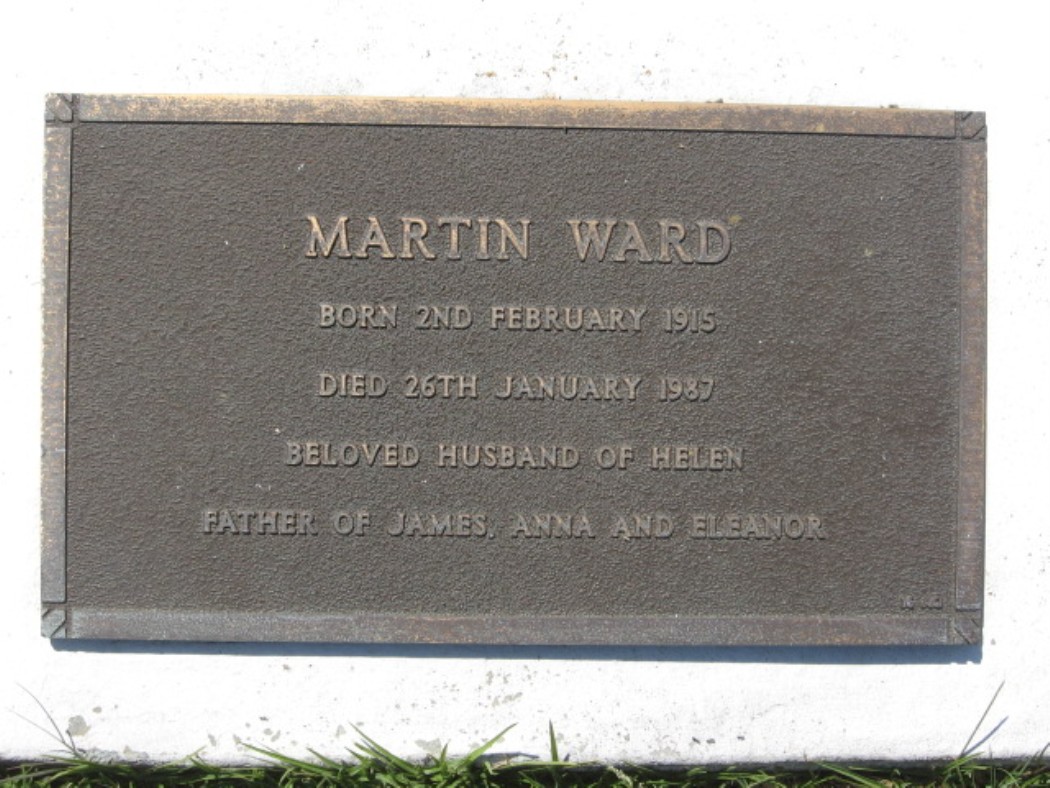 MARTIN WARD
BORN 2ND FEBRUARY 1915
DIED 26TH JANUARY 1987
BELOVED HUSBAND OF HELEN
FATHER OF JAMES, ANNA AND ELEANOR